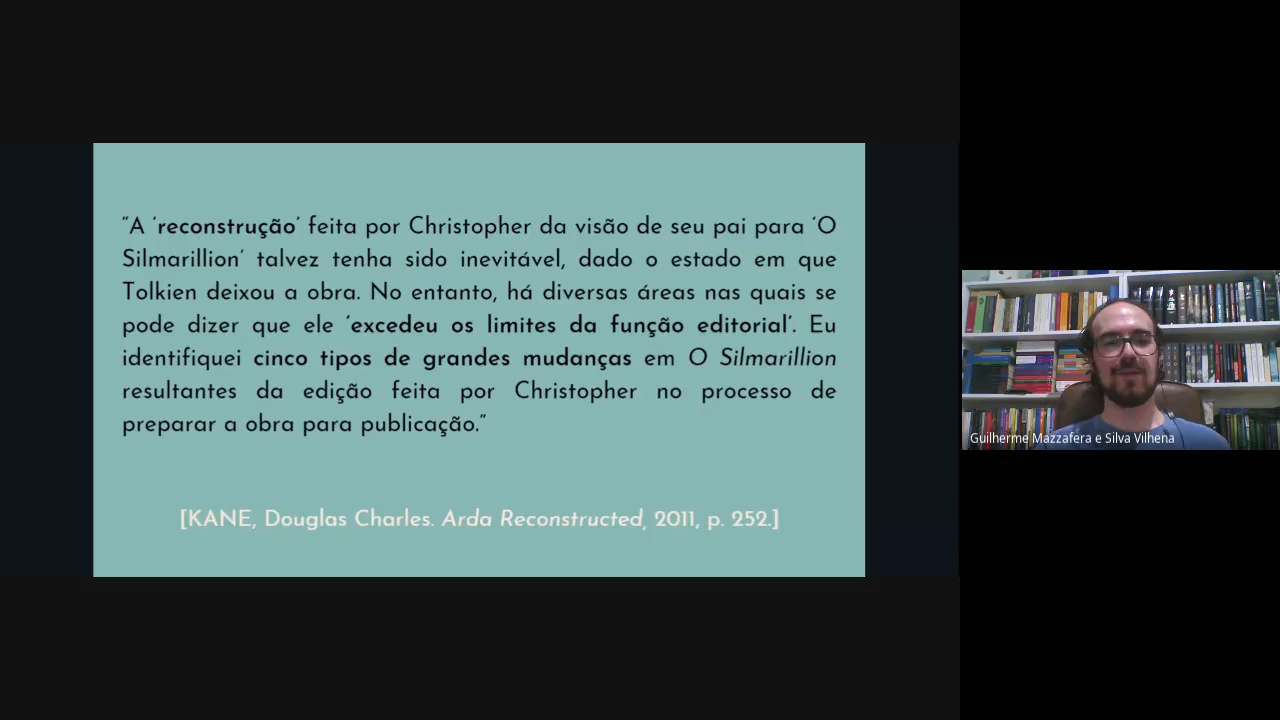 “A ‘reconstrução’ feita por Christopher da visão de seu pai para ‘O
Silmarillion’ talvez tenha sido inevitável, dado o estado em que
Tolkien deixou a obra. No entanto, há diversas áreas nas quais se
pode dizer que ele ‘excedeu os limites da função editorial’. Eu
identifiquei cinco tipos de grandes mudanças em O Silmarillion
resultantes da edição feita por Christopher no processo de
preparar a obra para publicação.”
[KANE, Douglas Charles. Arda Reconstructed, 2011, p. 252.]
Guilherme Mazzafera e Silva Vilhena